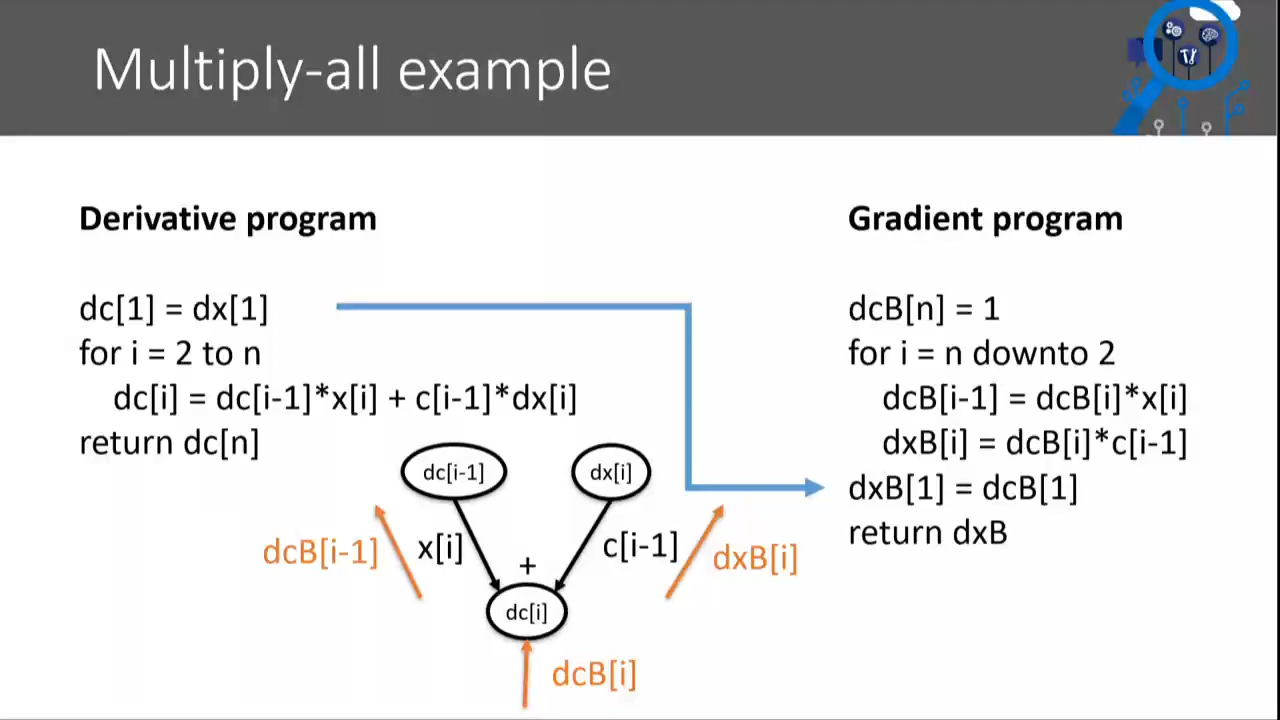 Multiply-all example
Derivative program
dc[1] = dx[1]
for i = 2 to n
dc[i] = dc[i-1]*x[i] + c[i-1]*dx[i]
return dc[n]
dc[i-1]
dx[i]
dcB[i-1]
x[i]
+
c[i-1]
dxB[i]
dc[i]
dcB[i]
Gradient program
dcB[n] = 1
for i = n downto 2
dcB[i-1] = dcB[i]*x[i]
dxB[i] = dcB[i]*c[i-1]
dxB[1] = dcB[1]
return dxB